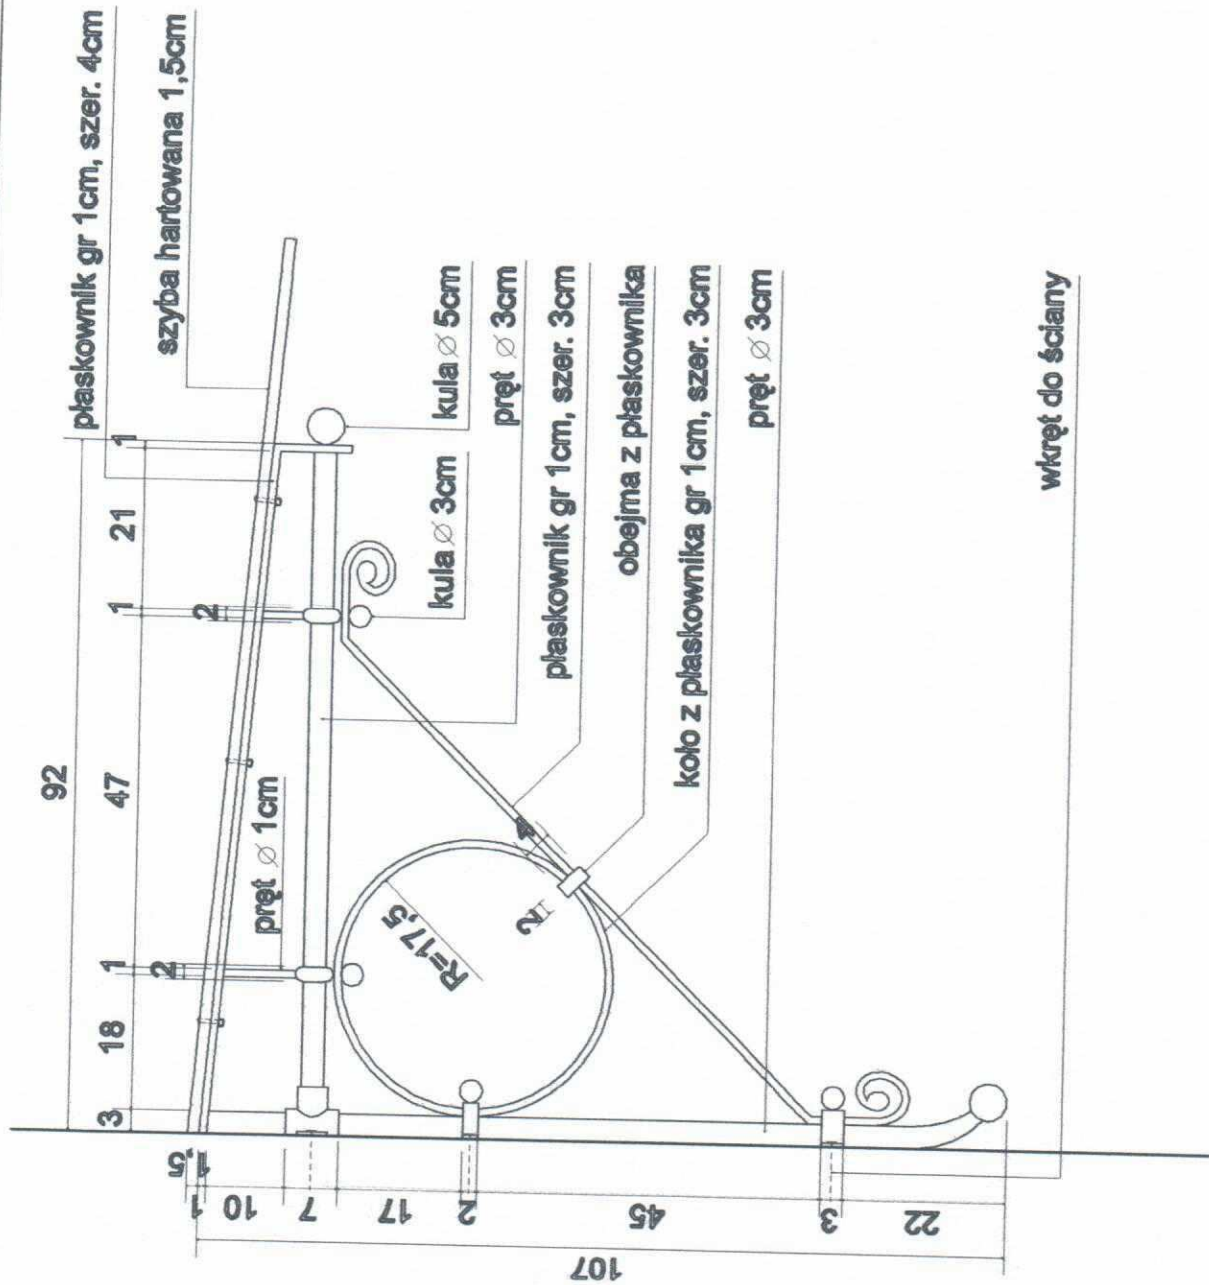 płaskownik gr 1cm, szer. 4cm
szyba hartowana 1,5cm
92
3
18
1
47
1
21
1
2
2
pręt ⌀ 1cm
R=17,5
4
2
kula ⌀ 3cm
kula ⌀ 5cm
pręt ⌀ 3cm
płaskownik gr 1cm, szer. 3cm
obejma z płaskownika
koło z płaskownika gr 1cm, szer. 3cm
pręt ⌀ 3cm
wkręt do ściany
1,5
1
10
7
17
2
45
3
22
107